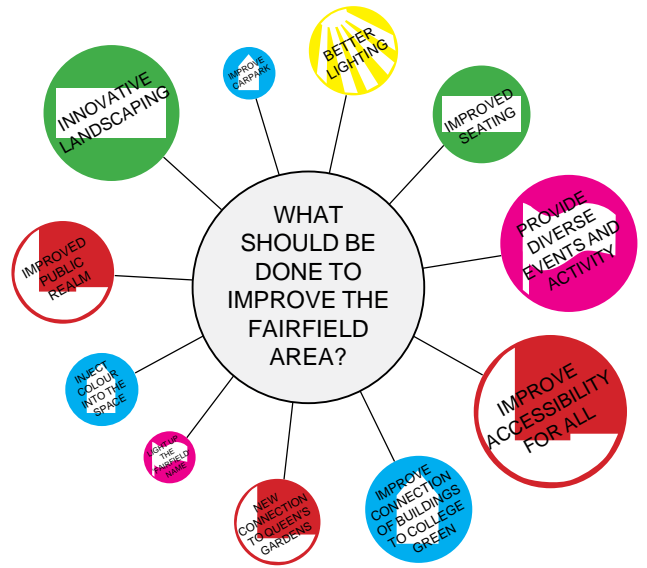 WHAT
SHOULD BE
DONE TO
IMPROVE THE
FAIRFIELD
AREA?
IMPROVE
CARPARK
BETTER
LIGHTING
IMPROVED
SEATING
PROVIDE
DIVERSE
EVENTS AND
ACTIVITY
IMPROVE
ACCESSIBILITY
FOR ALL
IMPROVE
CONNECTION
OF BUILDINGS
TO COLLEGE
GREEN
NEW
CONNECTION
TO QUEEN'S
GARDENS
LIGHT UP
THE
'FAIRFIELD'
NAME
INJECT
COLOUR
INTO THE
SPACE
IMPROVED
PUBLIC
REALM
INNOVATIVE
LANDSCAPING